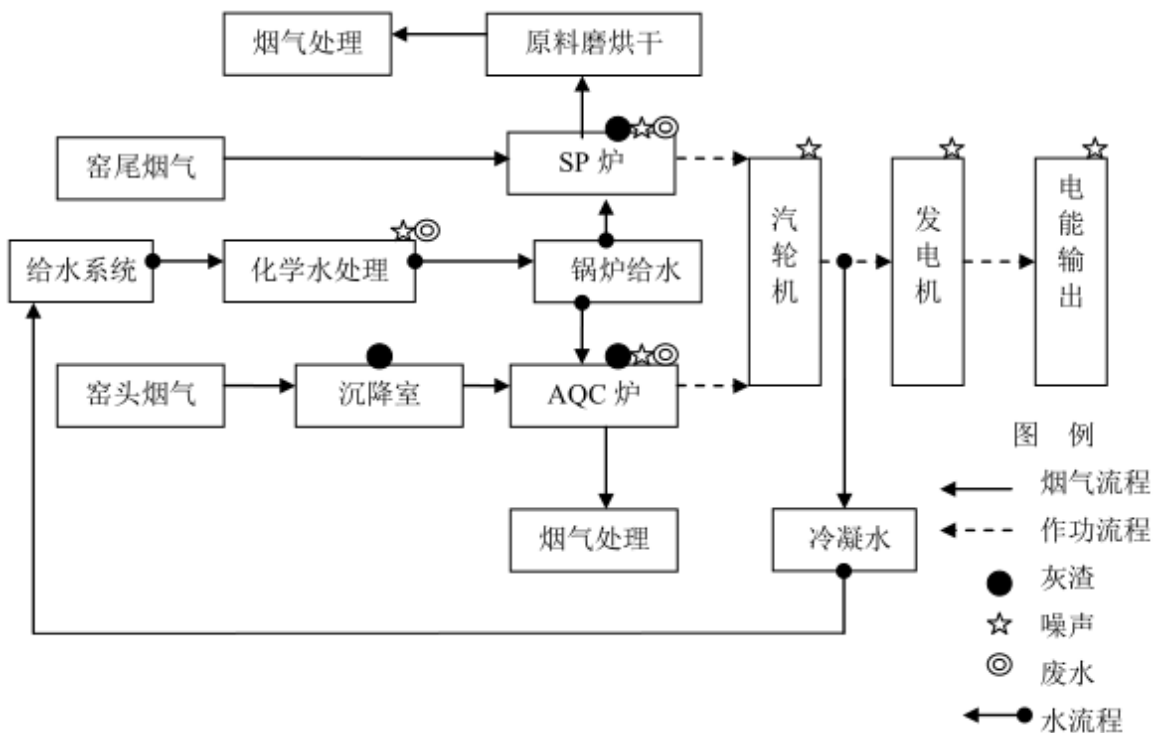 烟气处理
原料磨烘干
窑尾烟气
SP 炉
汽轮机
发电机
电能输出
给水系统
化学水处理
锅炉给水
窑头烟气
沉降室
AQC 炉
烟气处理
冷凝水
图 例
烟气流程
作功流程
灰渣
噪声
废水
水流程